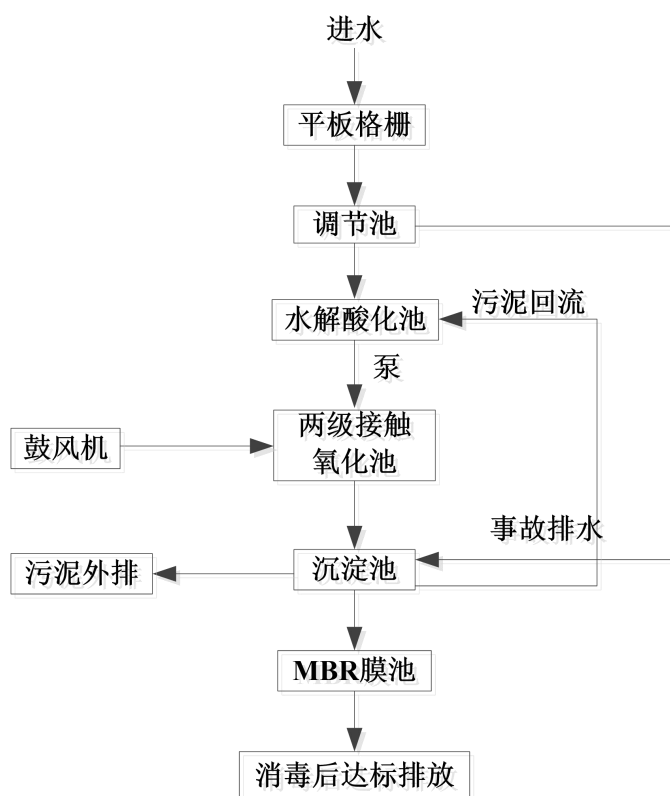 进水
平板格栅
调节池
水解酸化池
污泥回流
泵
两级接触
氧化池
鼓风机
事故排水
沉淀池
污泥外排
MBR膜池
消毒后达标排放